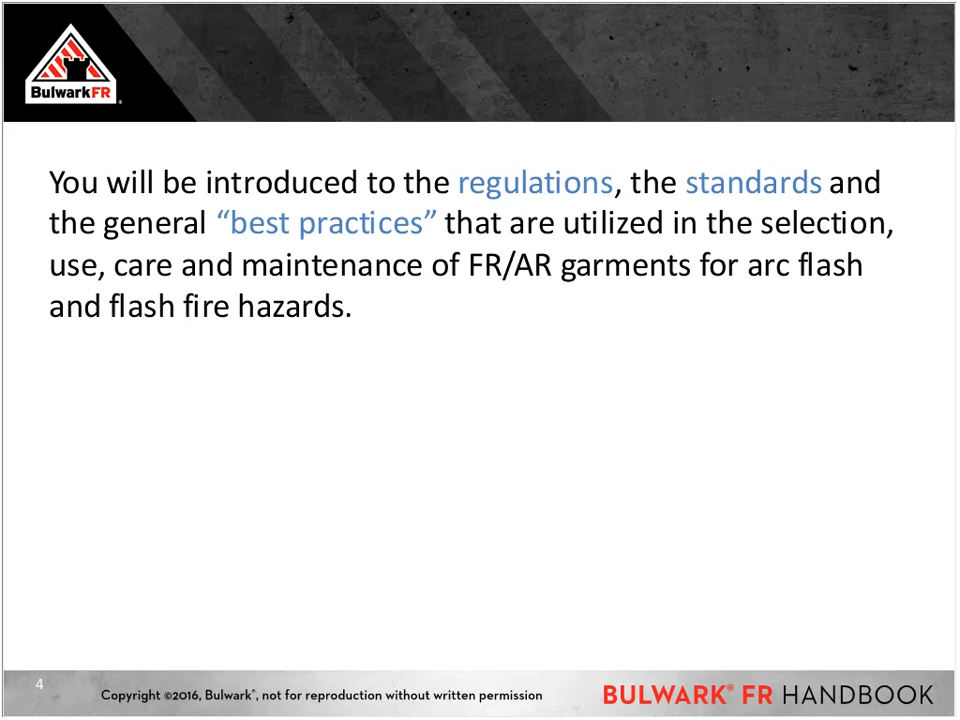 BulwarkFR®
You will be introduced to the regulations, the standards and
the general “best practices” that are utilized in the selection,
use, care and maintenance of FR/AR garments for arc flash
and flash fire hazards.
4
Copyright ©2016, Bulwark®, not for reproduction without written permission
BULWARK® FR HANDBOOK